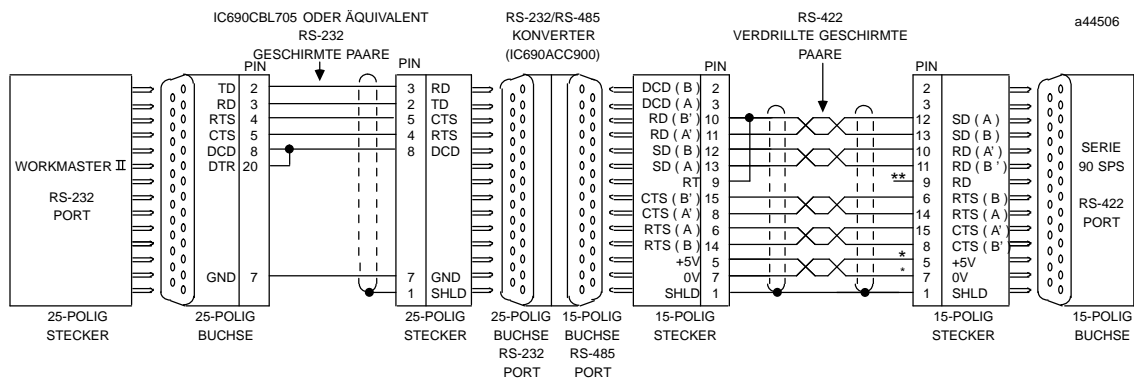 IC690CBL705 ODER ÄQUIVALENT
RS-232
GESCHIRMTE PAARE
RS-232/RS-485
KONVERTER
(IC690ACC900)
RS-422
VERDRILLTE GESCHIRMTE
PAARE
a44506
WORKMASTER II
RS-232
PORT
25-POLIG
STECKER
PIN
TD 2
RD 3
RTS 4
CTS 5
DCD 8
DTR 20
GND 7
25-POLIG
BUCHSE
PIN
3 RD
2 TD
5 CTS
4 RTS
8 DCD
7 GND
1 SHLD
25-POLIG
STECKER
25-POLIG
BUCHSE
RS-232
PORT
15-POLIG
BUCHSE
RS-485
PORT
PIN
DCD ( B ) 2
DCD ( A ) 3
RD ( B' ) 10
RD ( A' ) 11
SD ( B ) 12
SD ( A ) 13
RT 9
CTS ( B' ) 15
CTS ( A' ) 8
RTS ( A ) 6
RTS ( B ) 14
+5V 5
0V 7
SHLD 1
15-POLIG
STECKER
PIN
2
3
12 SD ( A )
13 SD ( B )
10 RD ( A' )
11 RD ( B' )
** 9 RD
6 RTS ( B )
14 RTS ( A )
15 CTS ( A' )
8 CTS ( B' )
* 5 +5V
* 7 0V
1 SHLD
15-POLIG
STECKER
SERIE
90 SPS
RS-422
PORT
15-POLIG
BUCHSE